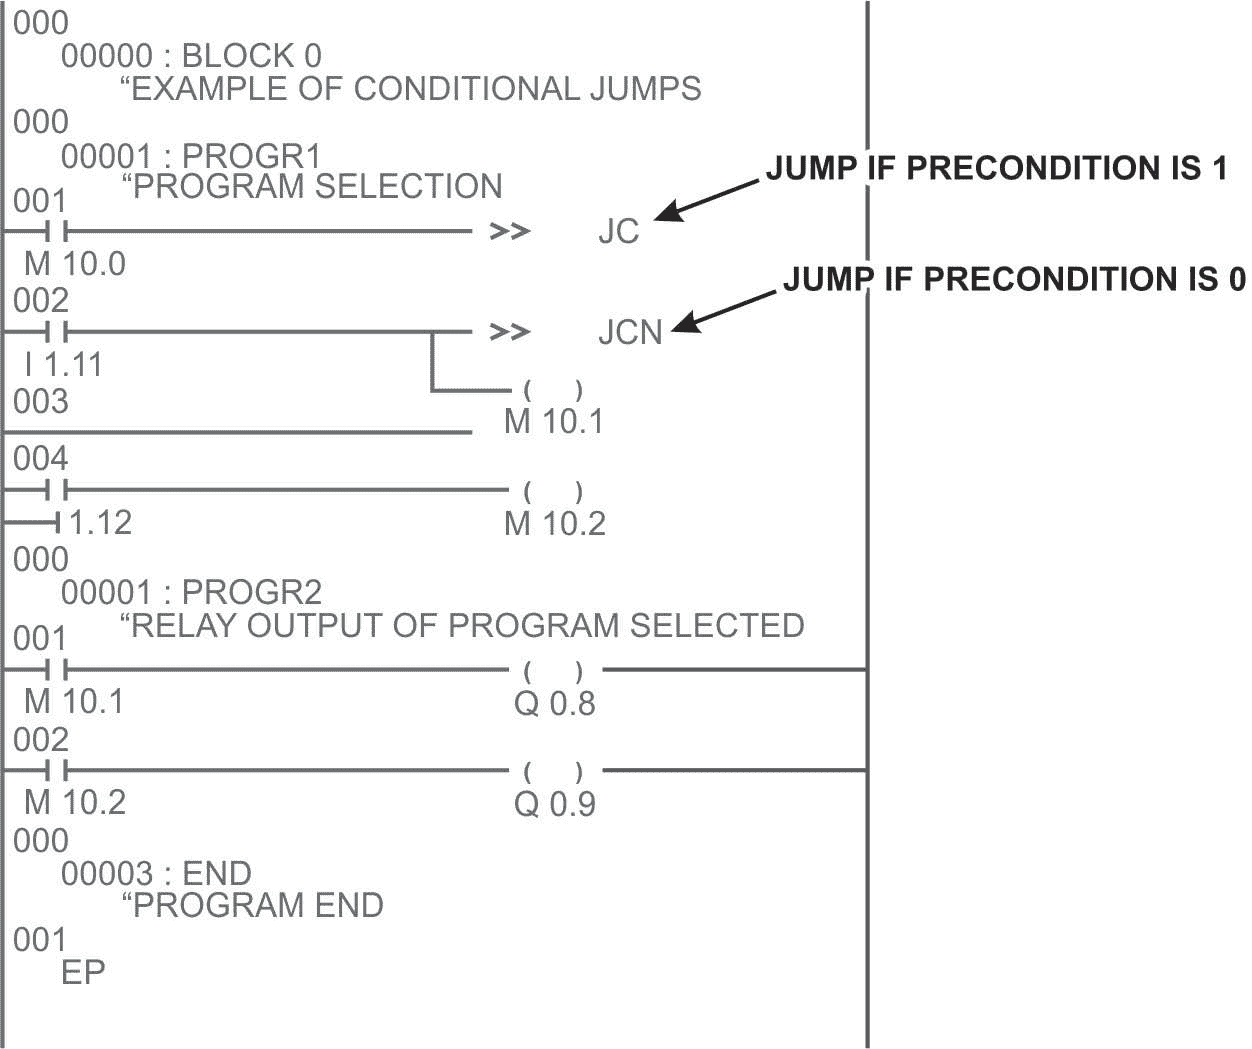 000
00000 : BLOCK 0
“EXAMPLE OF CONDITIONAL JUMPS
000
00001 : PROGR1
“PROGRAM SELECTION
JUMP IF PRECONDITION IS 1
001
>> JC
M 10.0
JUMP IF PRECONDITION IS 0
002
>> JCN
I 1.11
( )
003
M 10.1
004
( )
1.12
M 10.2
000
00001 : PROGR2
“RELAY OUTPUT OF PROGRAM SELECTED
001
( )
M 10.1
Q 0.8
002
( )
M 10.2
Q 0.9
000
00003 : END
“PROGRAM END
001
EP